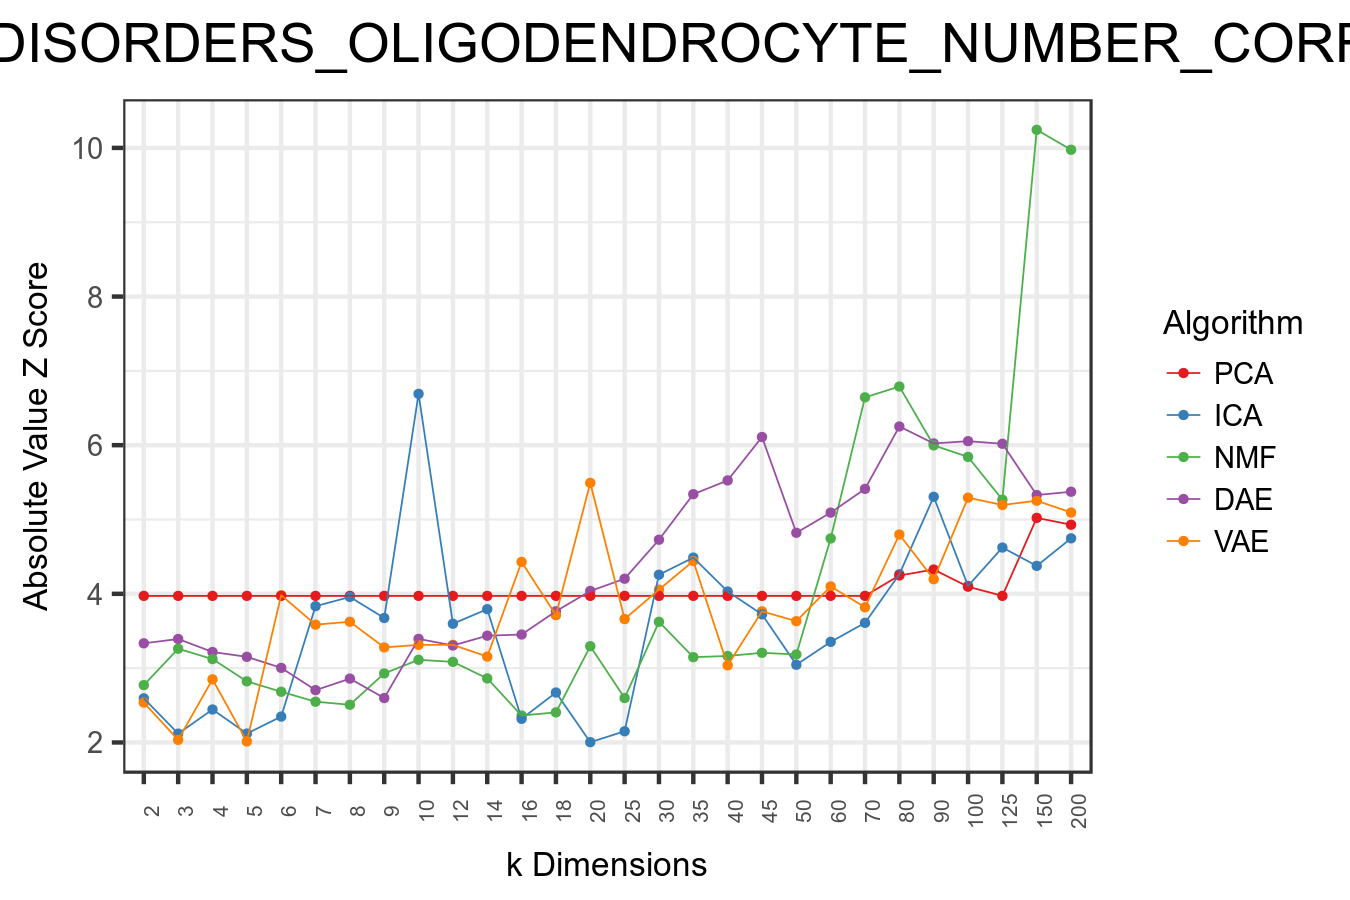 DISORDERS_OLIGODENDROCYTE_NUMBER_CORR
10
8
6
4
2
Absolute Value Z Score
2 3 4 5 6 7 8 9 10 12 14 16 18 20 25 30 35 40 45 50 60 70 80 90 100 125 150 200
k Dimensions
Algorithm
PCA
ICA
NMF
DAE
VAE